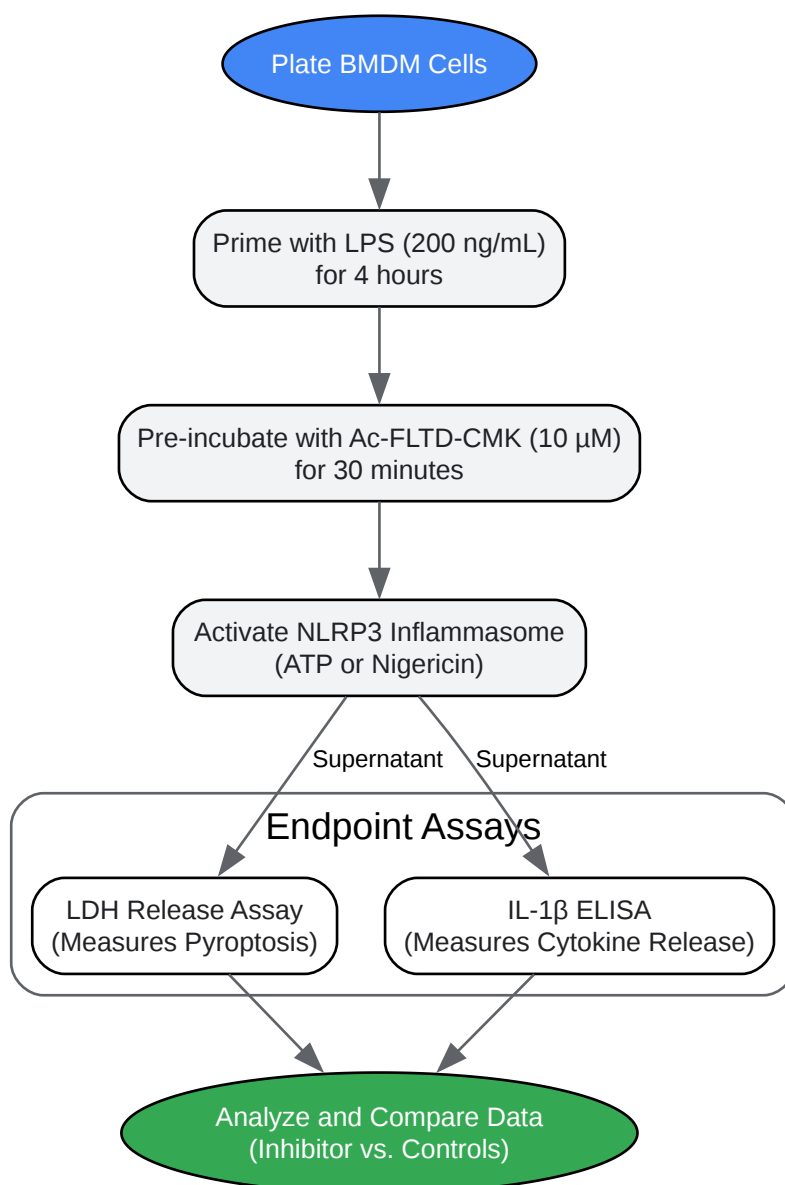 Plate BMDM Cells
Prime with LPS (200 ng/mL)
for 4 hours
Pre-incubate with Ac-FLTD-CMK (10 µM)
for 30 minutes
Activate NLRP3 Inflammasome
(ATP or Nigericin)
Supernatant
Supernatant
Endpoint Assays
LDH Release Assay
(Measures Pyroptosis)
IL-1β ELISA
(Measures Cytokine Release)
Analyze and Compare Data
(Inhibitor vs. Controls)